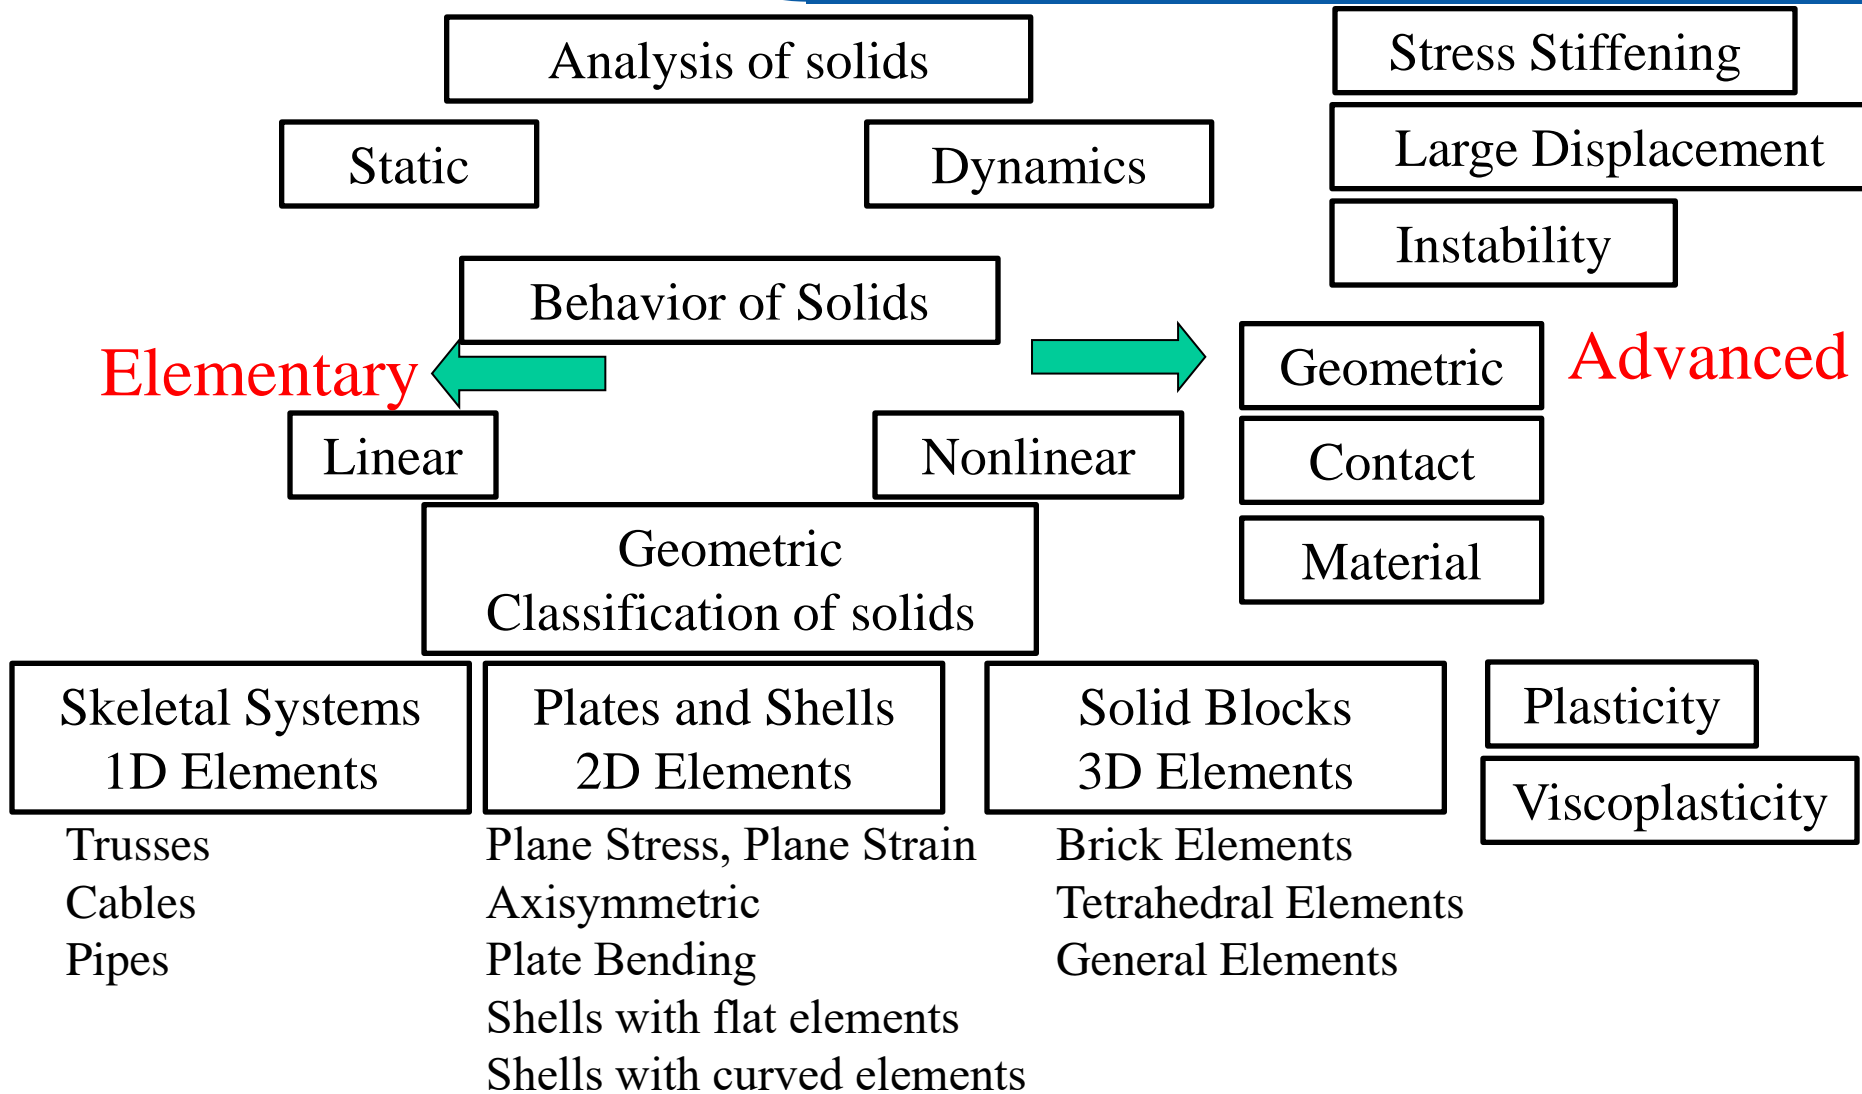 Analysis of solids
Stress Stiffening
Static
Dynamics
Large Displacement
Instability
Behavior of Solids
Elementary
Geometric
Advanced
Linear
Nonlinear
Contact
Geometric
Classification of solids
Material
Skeletal Systems
1D Elements
Plates and Shells
2D Elements
Solid Blocks
3D Elements
Plasticity
Viscoplasticity
Trusses
Cables
Pipes
Plane Stress, Plane Strain
Axisymmetric
Plate Bending
Shells with flat elements
Shells with curved elements
Brick Elements
Tetrahedral Elements
General Elements